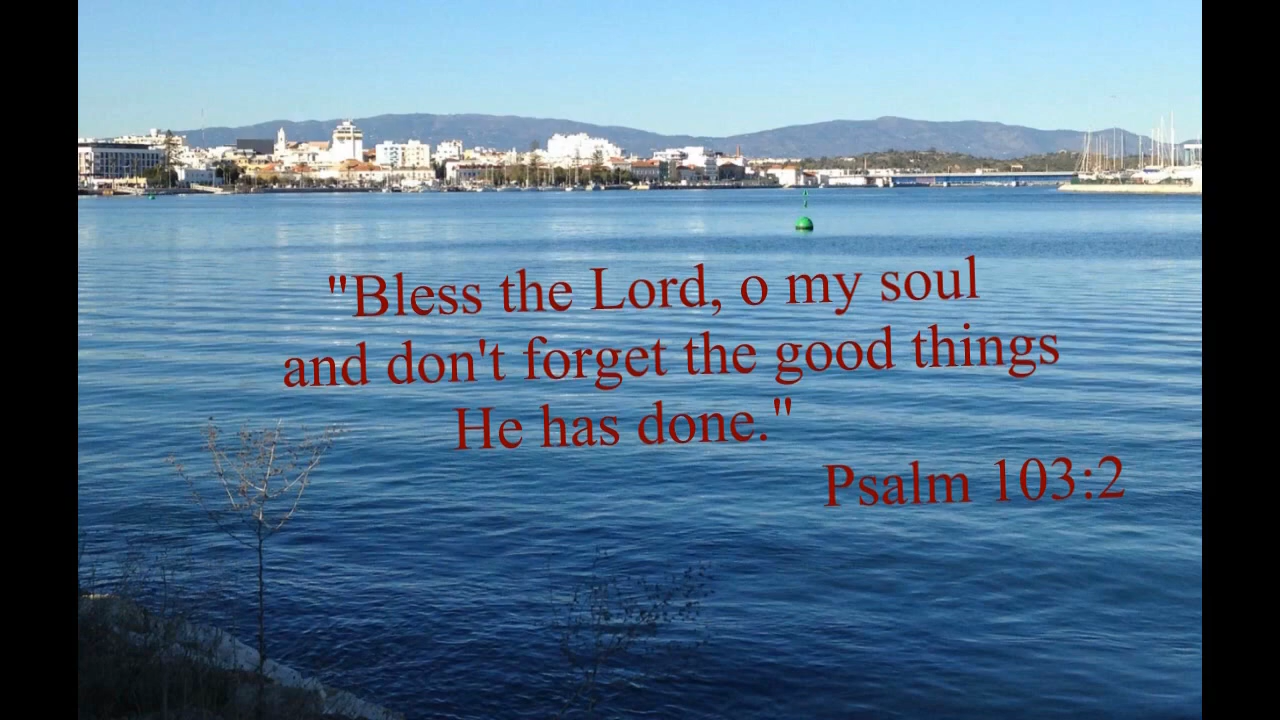 "Bless the Lord, o my soul
and don't forget the good things
He has done."
Psalm 103:2